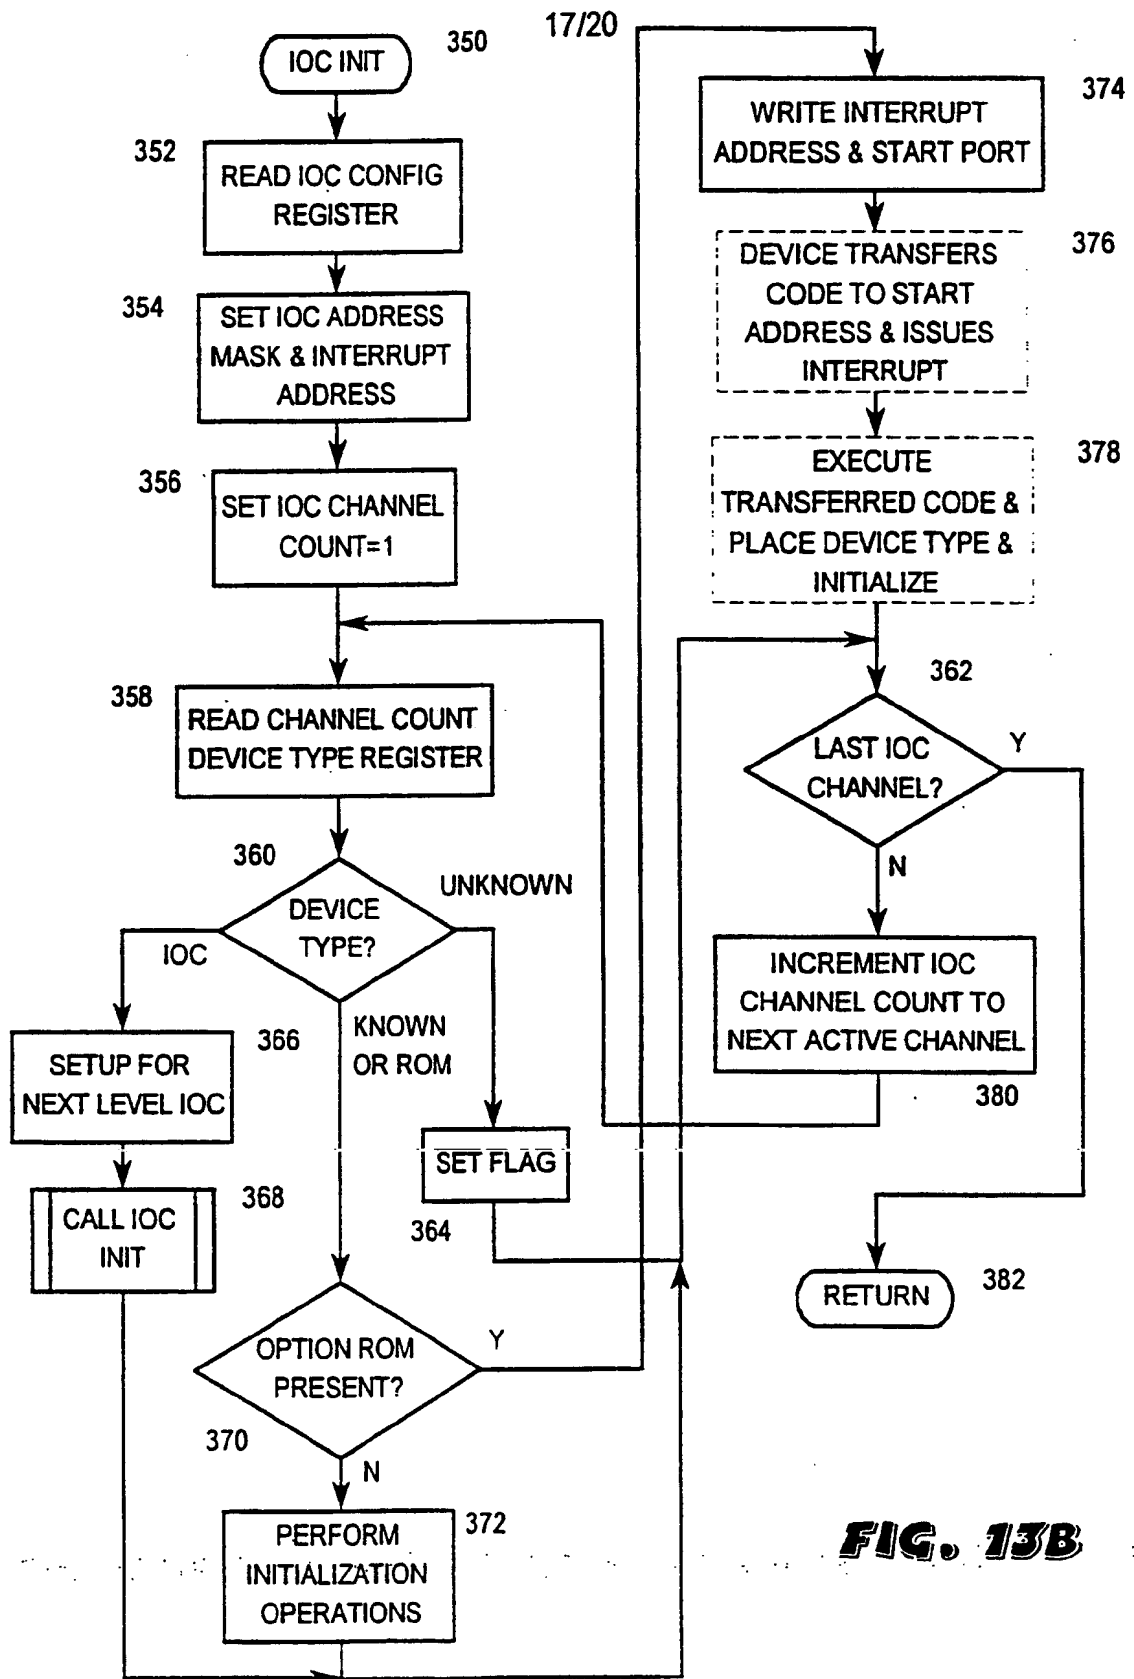 17/20
350
IOC INIT
352
READ IOC CONFIG
REGISTER
354
SET IOC ADDRESS
MASK & INTERRUPT
ADDRESS
356
SET IOC CHANNEL
COUNT=1
358
READ CHANNEL COUNT
DEVICE TYPE REGISTER
360
DEVICE
TYPE?
UNKNOWN
IOC
KNOWN
OR ROM
366
SETUP FOR
NEXT LEVEL IOC
368
CALL IOC
INIT
SET FLAG
364
OPTION ROM
PRESENT?
Y
370
N
372
PERFORM
INITIALIZATION
OPERATIONS
374
WRITE INTERRUPT
ADDRESS & START PORT
376
DEVICE TRANSFERS
CODE TO START
ADDRESS & ISSUES
INTERRUPT
378
EXECUTE
TRANSFERRED CODE &
PLACE DEVICE TYPE &
INITIALIZE
362
LAST IOC
CHANNEL?
Y
N
INCREMENT IOC
CHANNEL COUNT TO
NEXT ACTIVE CHANNEL
380
RETURN
382
FIG. 13B